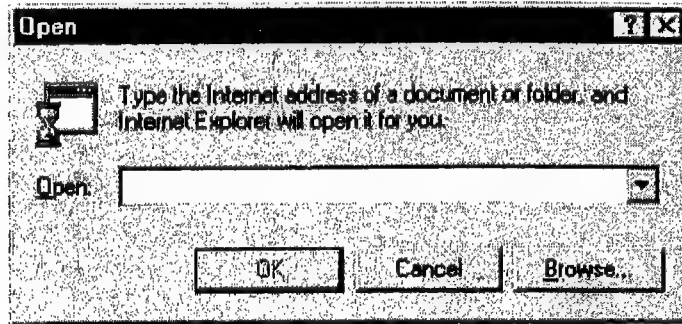 Open
Type the Internet address of a document or folder, and
Internet Explorer will open it for you.
Open:
OK
Cancel
Browse...